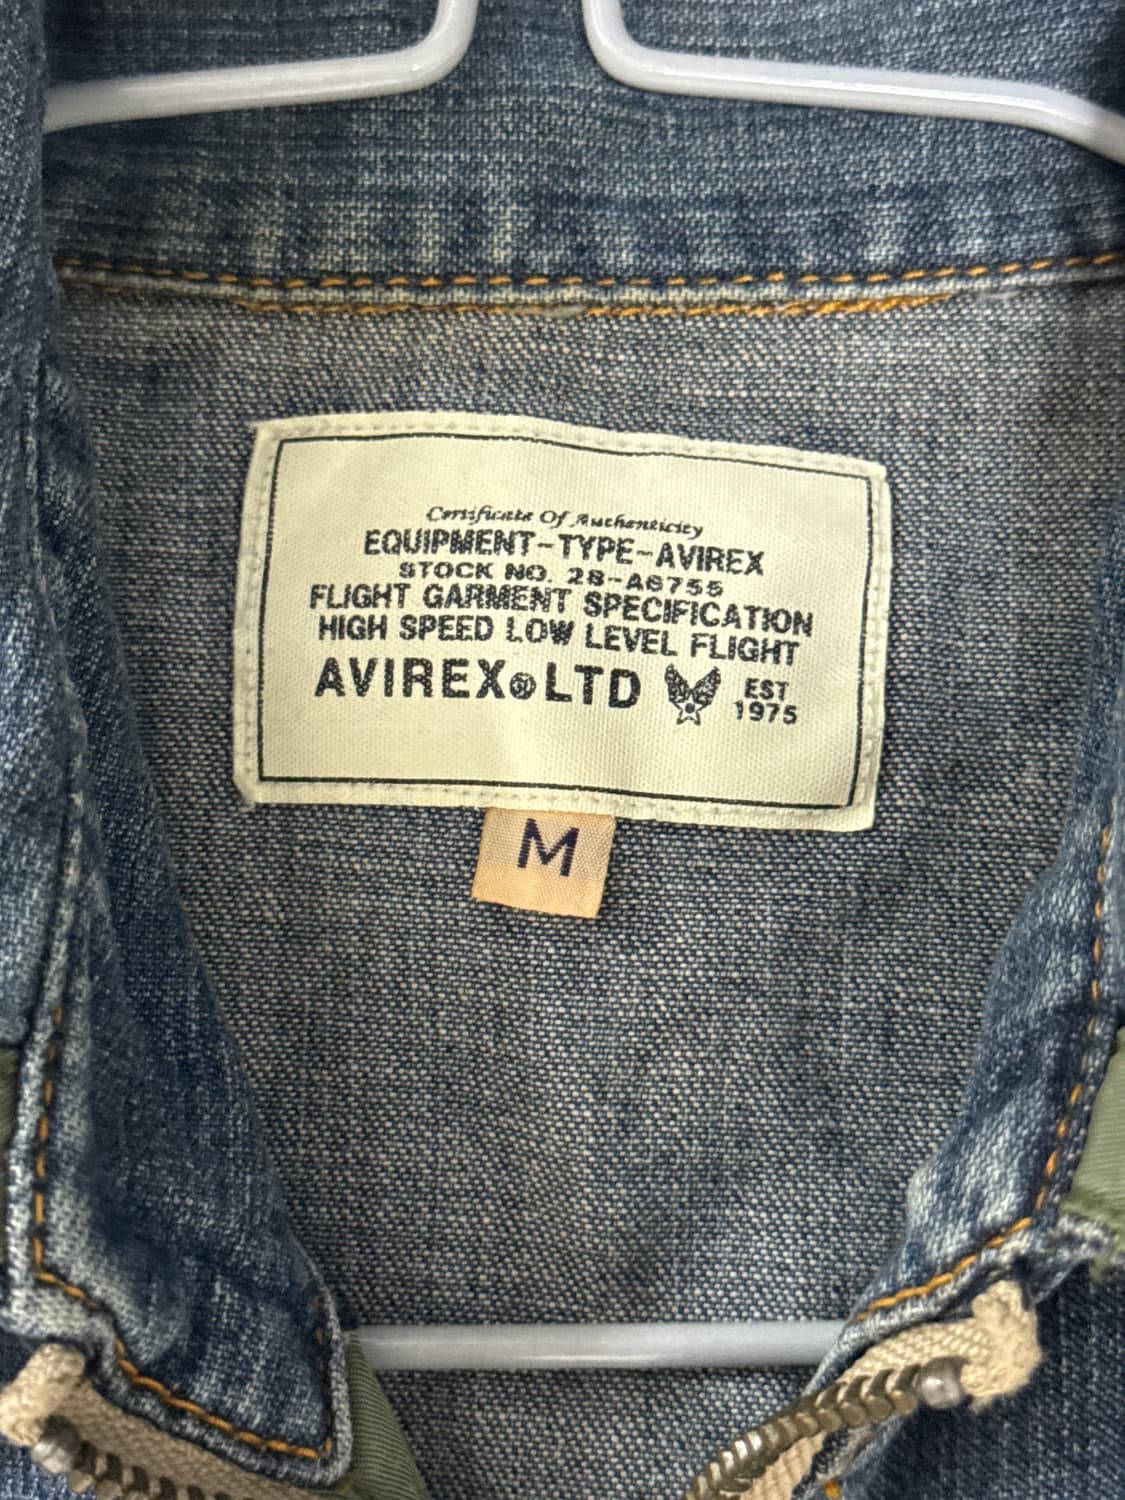 Certificate Of Authenticity
EQUIPMENT-TYPE-AVIREX
STOCK NO. 28-A6755
FLIGHT GARMENT SPECIFICATION
HIGH SPEED LOW LEVEL FLIGHT
AVIREX LTD EST 1975
M